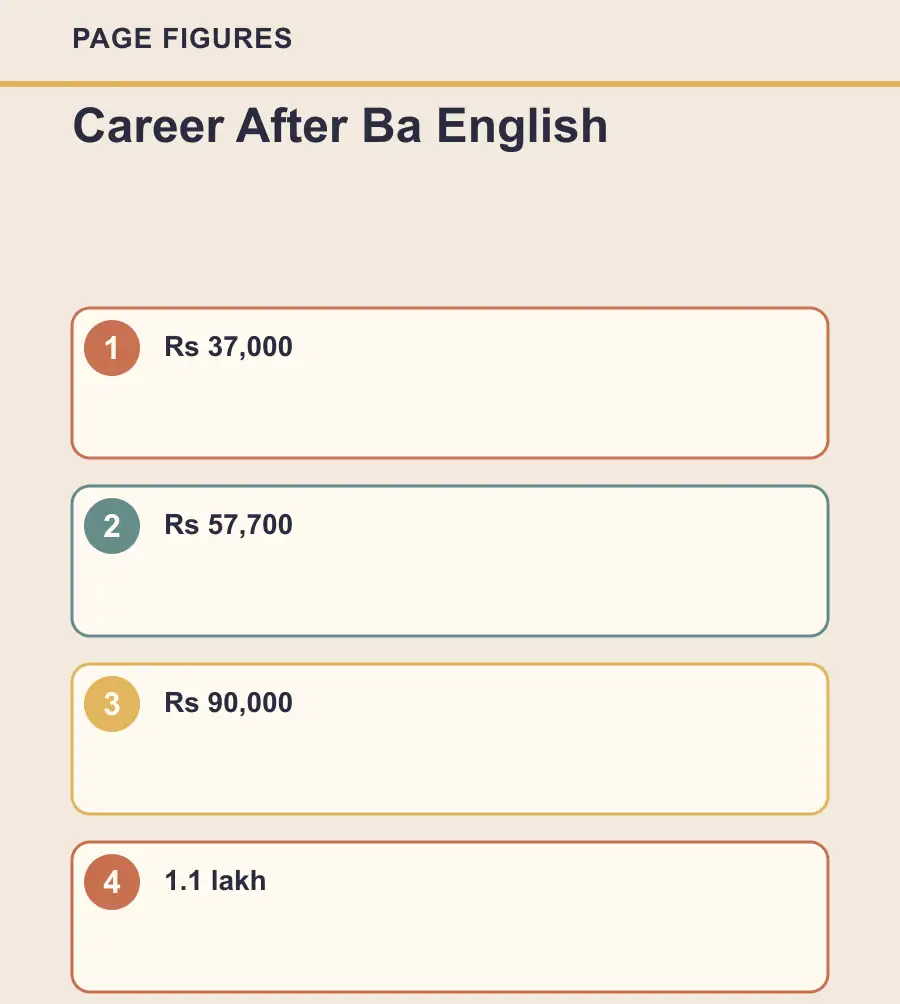 PAGE FIGURES
Career After Ba English
1
Rs 37,000
2
Rs 57,700
3
Rs 90,000
4
1.1 lakh